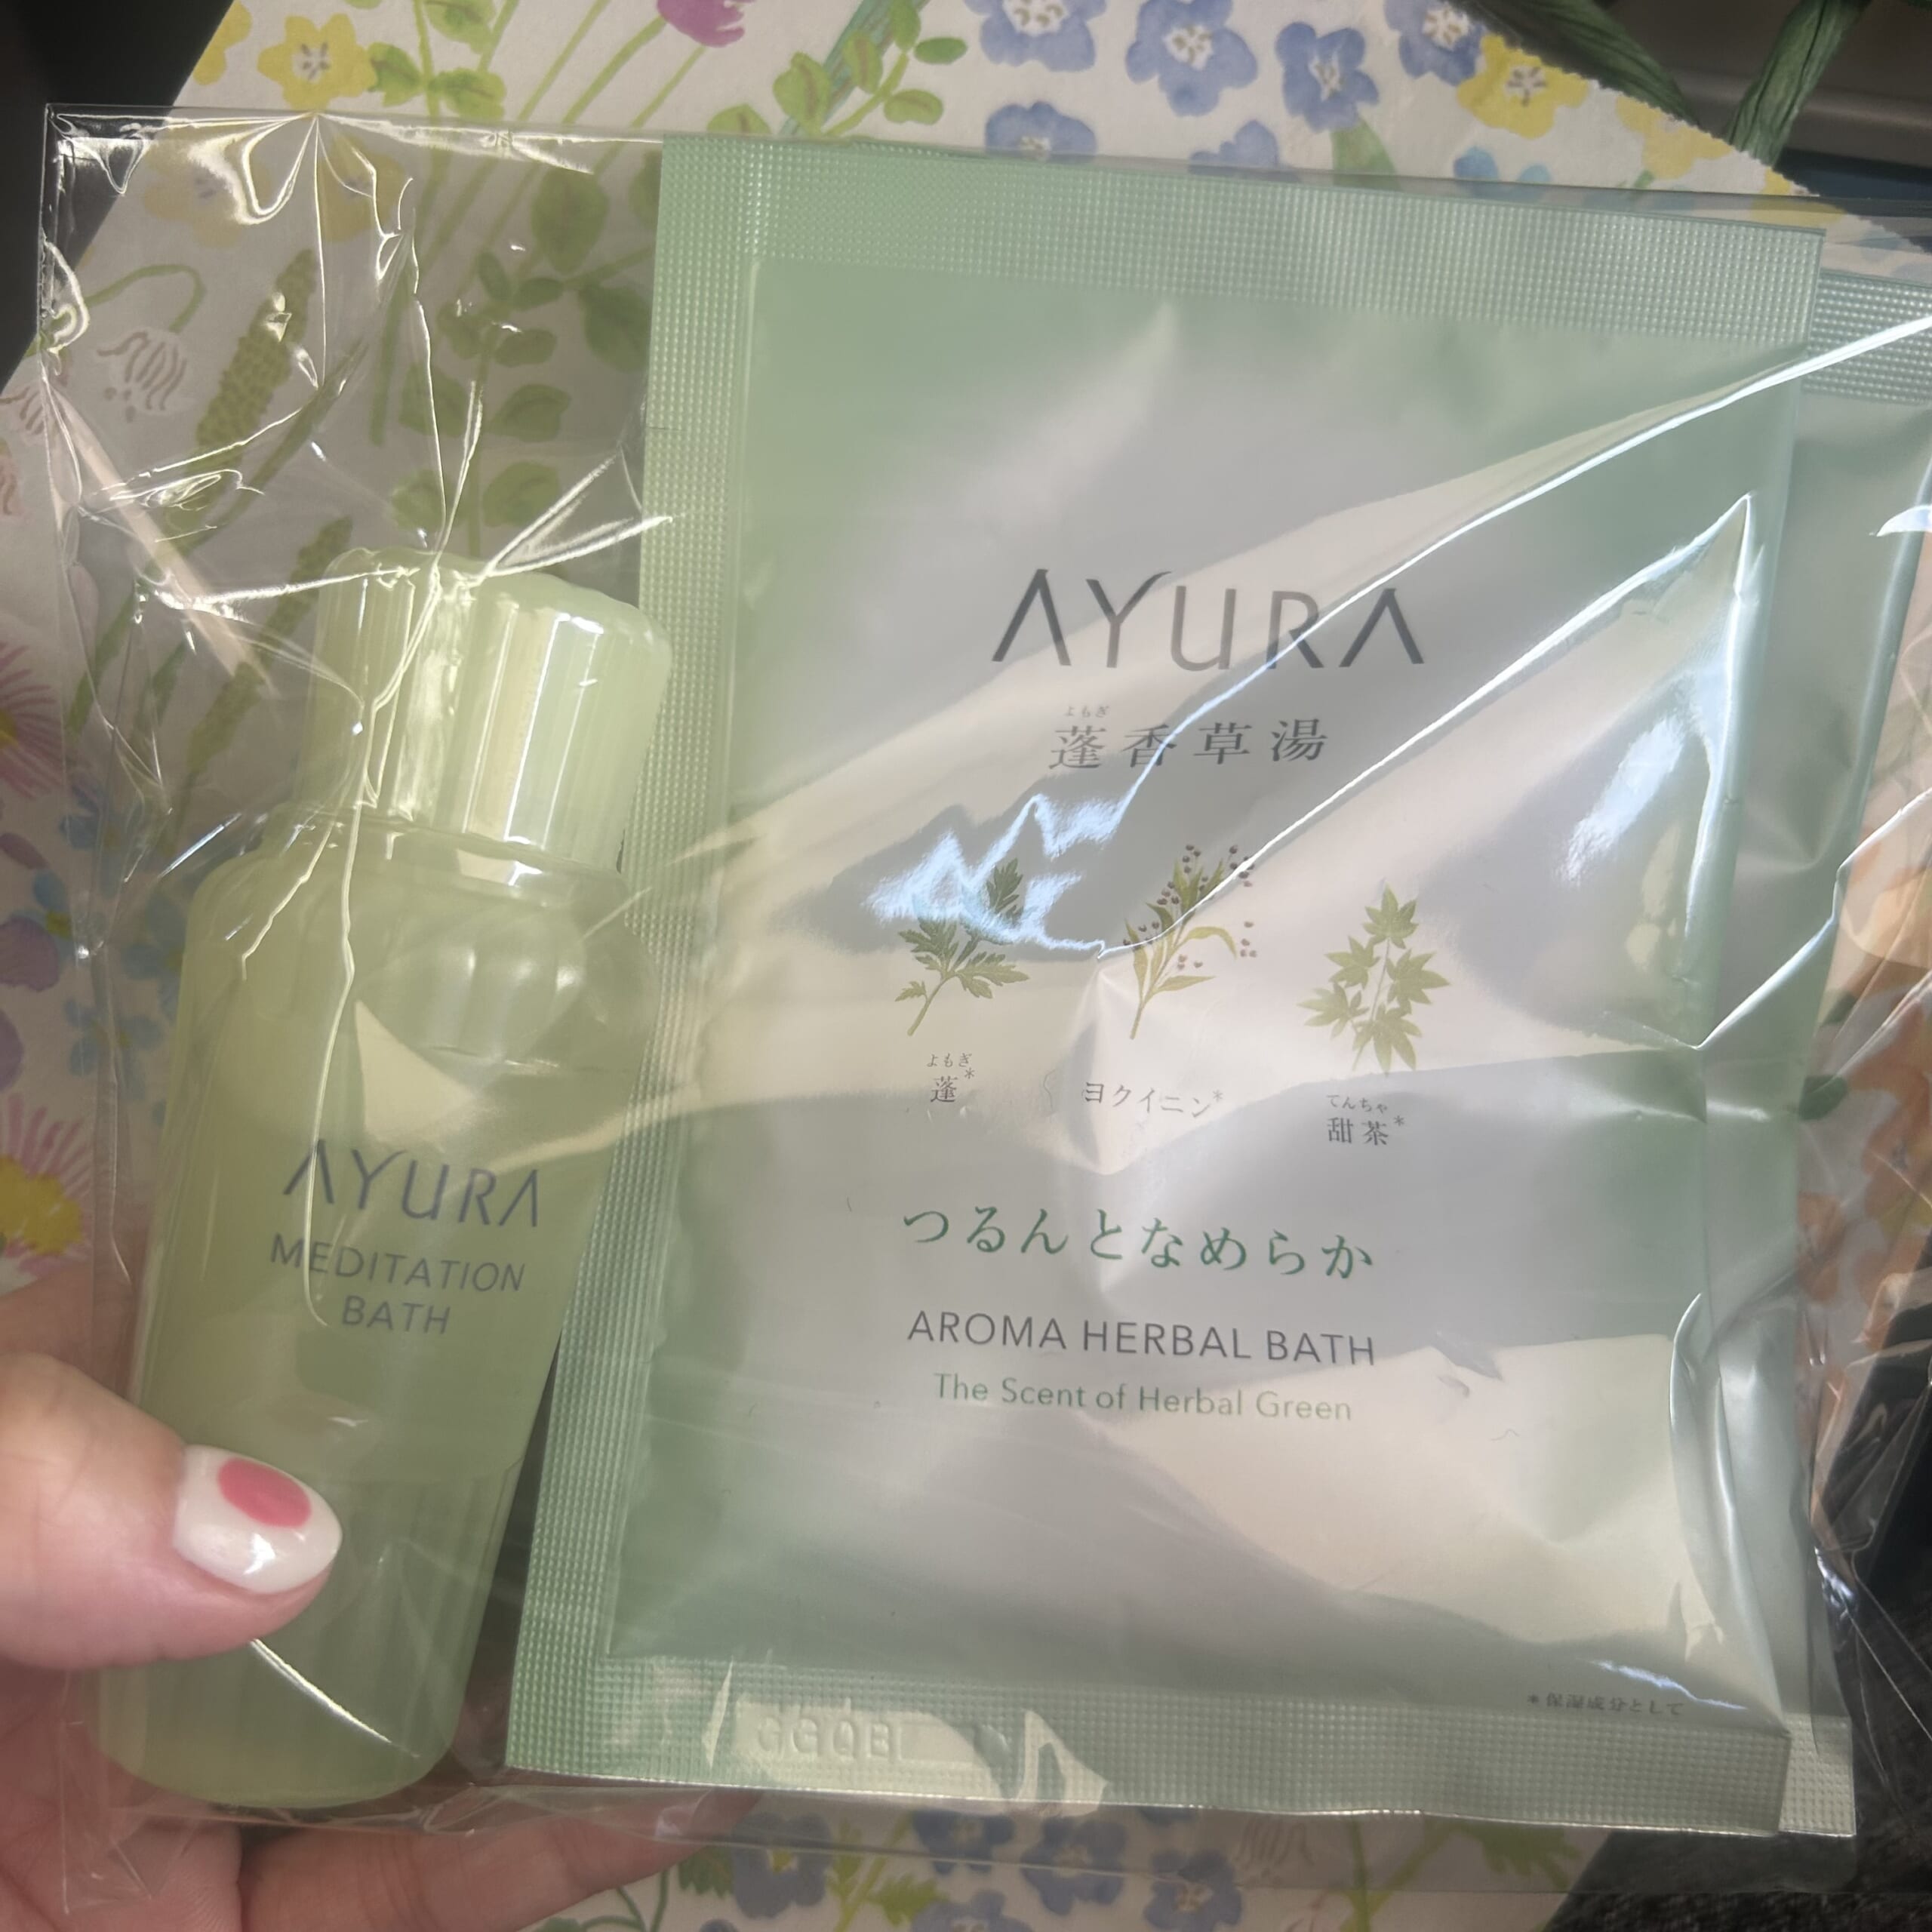 AYURA
MEDITATION
BATH
AYURA
よもぎ
蓬香草湯
よもぎ
蓬*
ヨクイニン*
てんちゃ
甜茶*
つるんとなめらか
AROMA HERBAL BATH
The Scent of Herbal Green
*保湿成分として